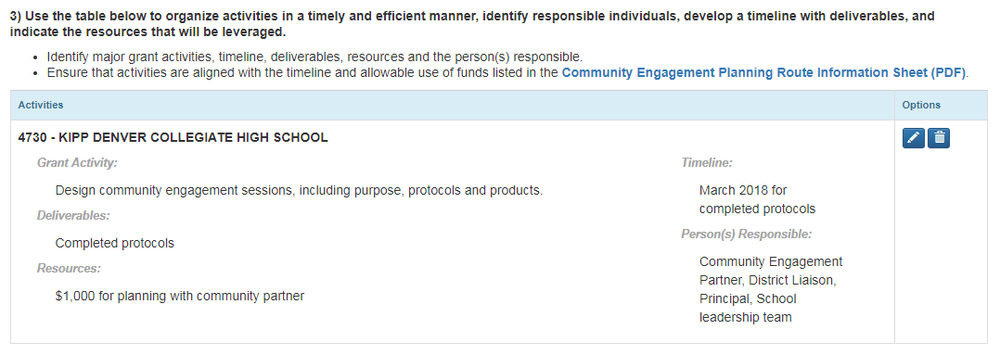 3) Use the table below to organize activities in a timely and efficient manner, identify responsible individuals, develop a timeline with deliverables, and
indicate the resources that will be leveraged.
• Identify major grant activities, timeline, deliverables, resources and the person(s) responsible.
• Ensure that activities are aligned with the timeline and allowable use of funds listed in the Community Engagement Planning Route Information Sheet (PDF).
Activities
Options
4730 - KIPP DENVER COLLEGIATE HIGH SCHOOL
Grant Activity:
Design community engagement sessions, including purpose, protocols and products.
Deliverables:
Completed protocols
Resources:
$1,000 for planning with community partner
Timeline:
March 2018 for
completed protocols
Person(s) Responsible:
Community Engagement
Partner, District Liaison,
Principal, School
leadership team